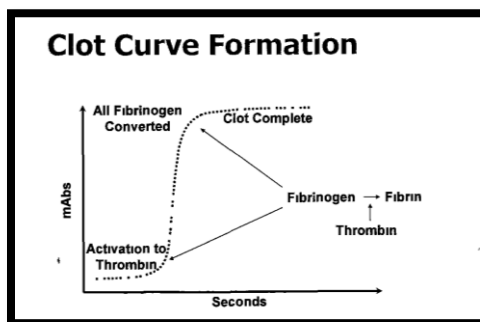 Clot Curve Formation
All Fibrinogen
Converted
Clot Complete
mAbs
Fibrinogen → Fibrin
Thrombin
Activation to
Thrombin
Seconds